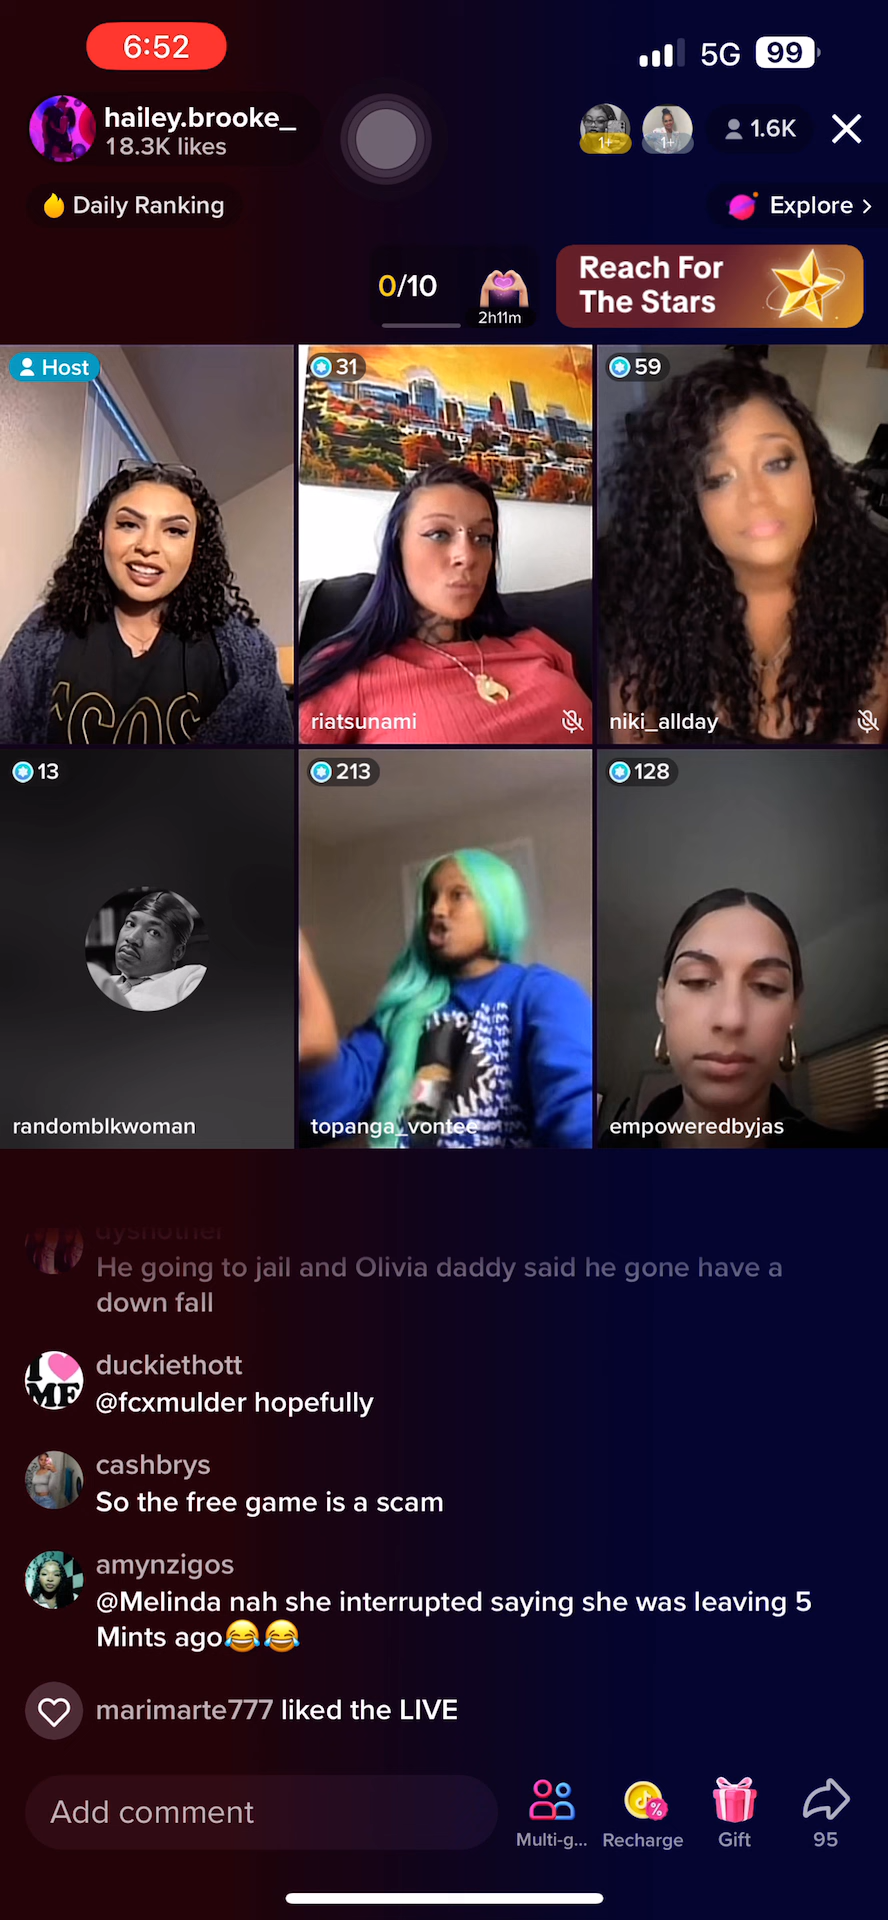 6:52
5G 99
hailey.brooke_
18.3K likes
1+
1+
1.6K
Daily Ranking
Explore >
0/10
2h11m
Reach For
The Stars
Host
31
59
riatsunami
niki_allday
13
213
128
randomblkwoman
topanga_vontee
empoweredbyjas
He going to jail and Olivia daddy said he gone have a
down fall
I
ME
duckiethott
@fcxmulder hopefully
cashbrys
So the free game is a scam
amynzigos
@Melinda nah she interrupted saying she was leaving 5
Mints ago😂😂
marimarte777 liked the LIVE
Add comment
Multi-g...
Recharge
Gift
95